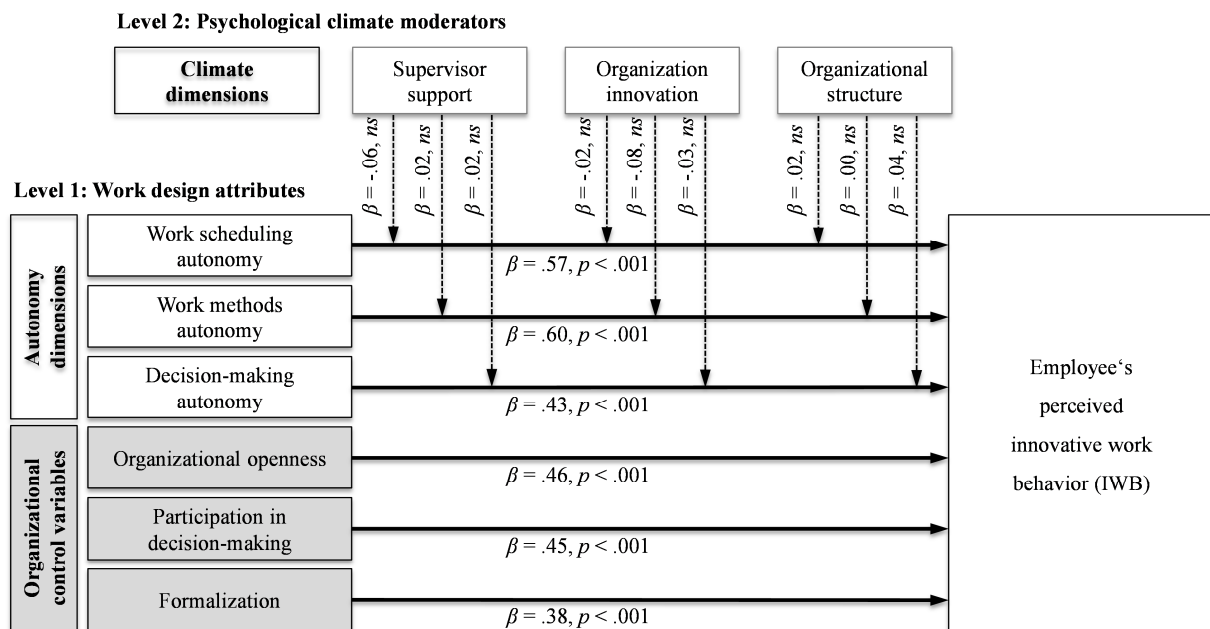 Level 2: Psychological climate moderators
Climate
dimensions
Supervisor
support
Organization
innovation
Organizational
structure
β = -.06, ns
β = .02, ns
β = .02, ns
β = -.02, ns
β = -.08, ns
β = -.03, ns
β = .02, ns
β = .00, ns
β = .04, ns
Level 1: Work design attributes
Autonomy
dimensions
Work scheduling
autonomy
β = .57, p < .001
Work methods
autonomy
β = .60, p < .001
Decision-making
autonomy
β = .43, p < .001
Organizational
control variables
Organizational openness
β = .46, p < .001
Participation in
decision-making
β = .45, p < .001
Formalization
β = .38, p < .001
Employee‘s
perceived
innovative work
behavior (IWB)